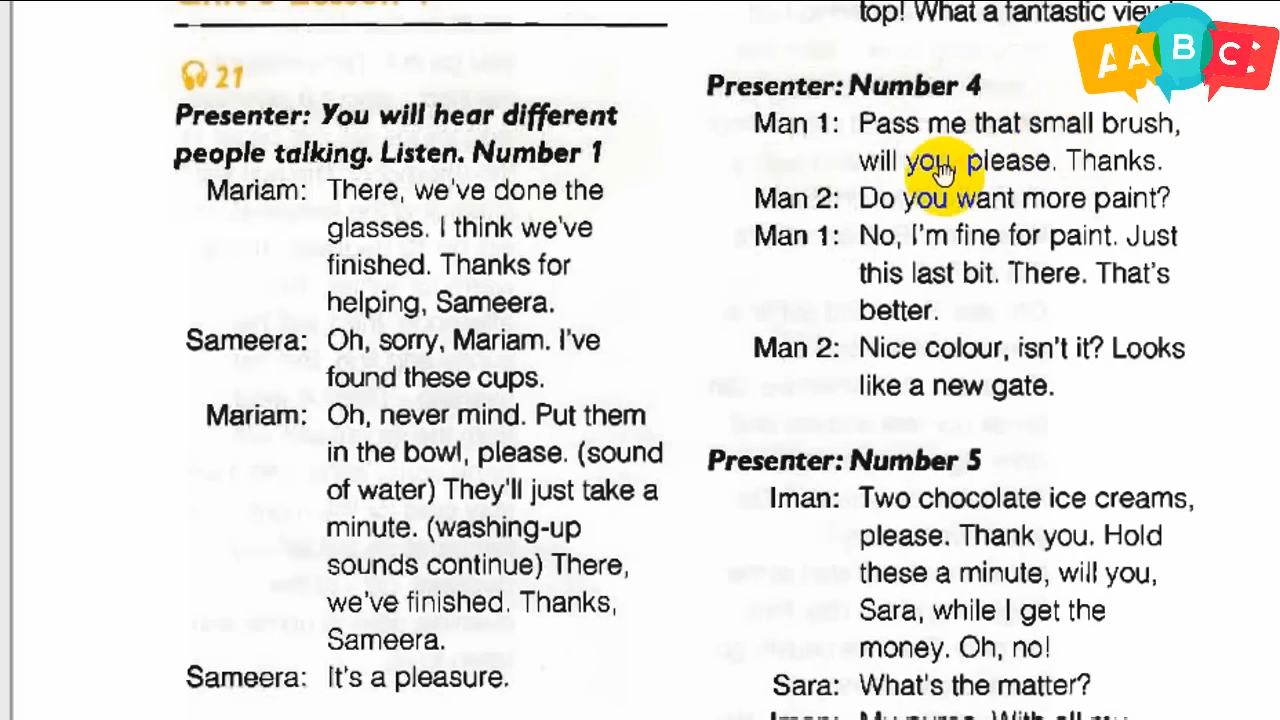 21
Presenter: You will hear different
people talking. Listen. Number 1
Mariam: There, we've done the
glasses. I think we've
finished. Thanks for
helping, Sameera.
Sameera: Oh, sorry, Mariam. I've
found these cups.
Mariam: Oh, never mind. Put them
in the bowl, please. (sound
of water) They'll just take a
minute. (washing-up
sounds continue) There,
we've finished. Thanks,
Sameera.
Sameera: It's a pleasure.
top! What a fantastic view
Presenter: Number 4
Man 1: Pass me that small brush,
will you, please. Thanks.
Man 2: Do you want more paint?
Man 1: No, I'm fine for paint. Just
this last bit. There. That's
better.
Man 2: Nice colour, isn't it? Looks
like a new gate.
Presenter: Number 5
Iman: Two chocolate ice creams,
please. Thank you. Hold
these a minute, will you,
Sara, while I get the
money. Oh, no!
Sara: What's the matter?
A A B C